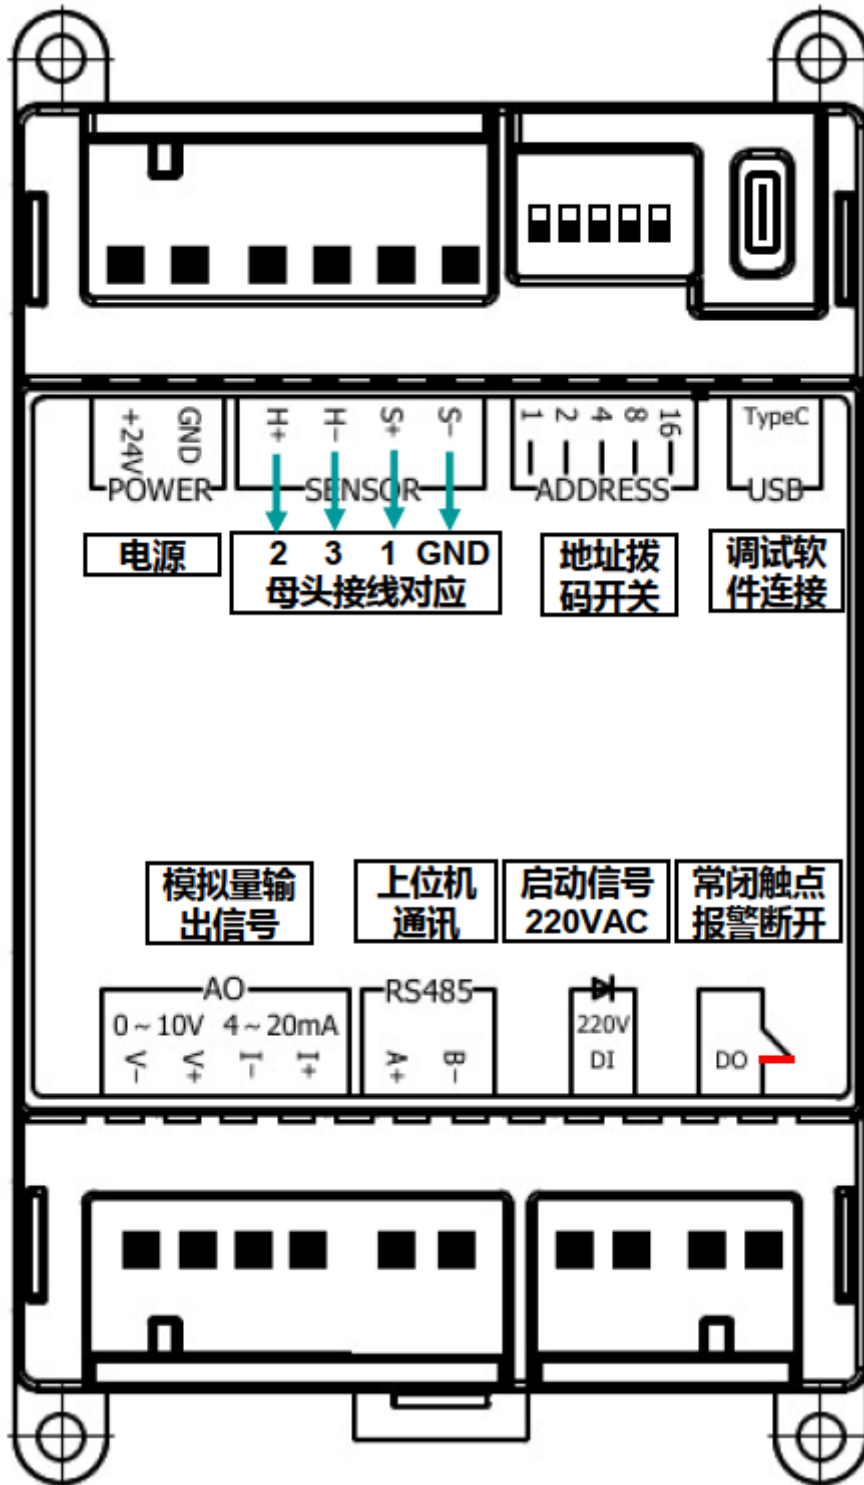 +24V GND H+ H- S+ S- 1 2 4 8 16 TypeC
POWER SENSOR ADDRESS USB
电源
2 3 1 GND
母头接线对应
地址拨
码开关
调试软
件连接
模拟量输
出信号
上位机
通讯
启动信号
220VAC
常闭触点
报警断开
AO
0~10V 4~20mA
V- V+ I- I+
RS485
A+ B-
220V
DI
DO